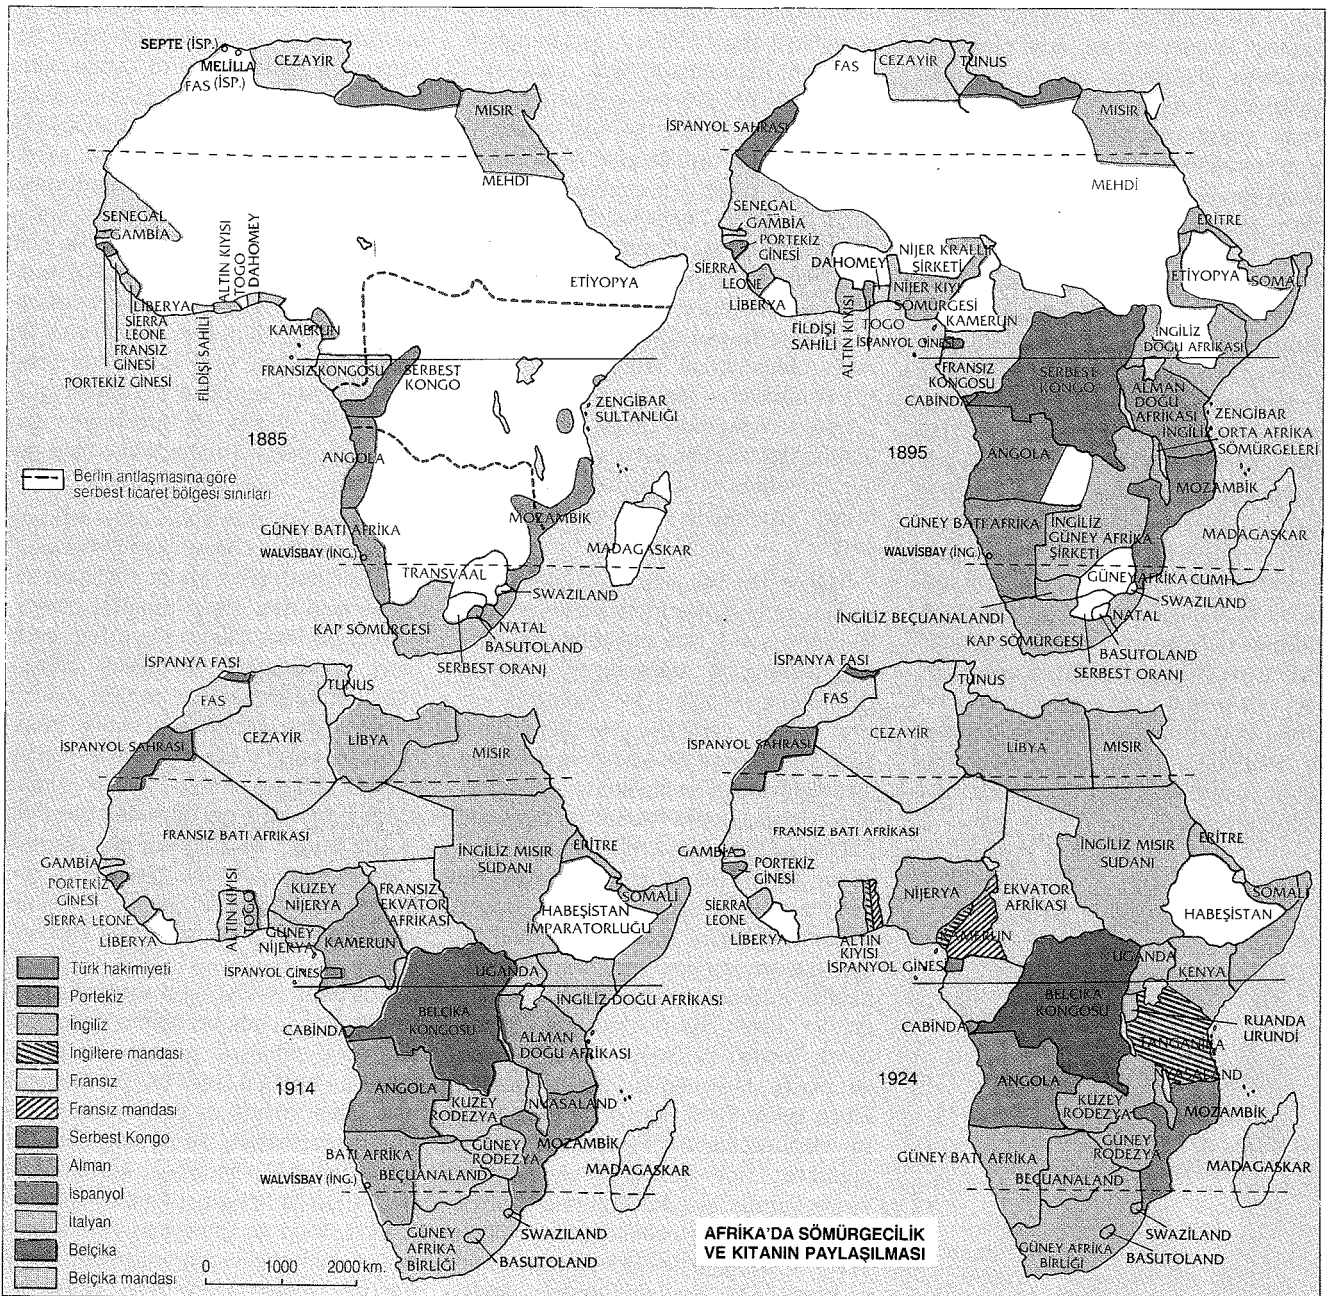 SEPTE (İSP.)
MELİLLA
(İSP.)
FAS
CEZAYİR
MISIR
MEHDİ
SENEGAL
GAMBİA
ALTIN KIYISI
TOGO
DAHOMEY
ETİYOPYA
LİBERYA
SİERRA
LEONE
FRANSIZ
GİNESİ
PORTEKİZ GİNESİ
FİLDİŞİ SAHİLİ
KAMERUN
FRANSIZ KONGOSU
SERBEST
KONGO
ZENGİBAR
SULTANLIĞI
1885
ANGOLA
Berlin antlaşmasına göre
serbest ticaret bölgesi sınırları
GÜNEY BATI AFRİKA
WALVİSBAY (İNG.)
MOZAMBİK
MADAGASKAR
TRANSVAAL
SWAZILAND
KAP SÖMÜRGESİ
NATAL
BASUTOLAND
SERBEST ORANJ
FAS
CEZAYİR
TUNUS
İSPANYOL SAHRASI
MISIR
MEHDİ
SENEGAL
GAMBİA
PORTEKİZ
GİNESİ
SİERRA
LEONE
LİBERYA
DAHOMEY
NİJER KRALLIK
ŞİRKETİ
NİJER KIYI
SÖMÜRGESİ
KAMERUN
ERİTRE
ETİYOPYA
SOMALİ
FİLDİŞİ
SAHİLİ
ALTIN KIYISI
TOGO
İSPANYOL GİNESİ
İNGİLİZ
DOĞU AFRİKASI
FRANSIZ
KONGOSU
SERBEST
KONGO
CABİNDA
ALMAN
DOĞU
AFRİKASI
ZENGİBAR
İNGİLİZ ORTA AFRİKA
SÖMÜRGELERİ
1895
ANGOLA
MOZAMBİK
GÜNEY BATI AFRİKA
WALVİSBAY (İNG.)
İNGİLİZ
GÜNEY AFRİKA
ŞİRKETİ
MADAGASKAR
GÜNEY AFRİKA CUMH
SWAZILAND
İNGİLİZ BEÇUANALANDI
NATAL
KAP SÖMÜRGESİ
BASUTOLAND
SERBEST ORANJ
İSPANYA FASI
TUNUS
FAS
CEZAYİR
LİBYA
MISIR
İSPANYOL SAHRASI
FRANSIZ BATI AFRİKASI
İNGİLİZ MISIR
SUDANI
ERİTRE
GAMBİA
PORTEKİZ
GİNESİ
SİERRA LEONE
LİBERYA
ALTIN KIYISI
TOGO
KUZEY
NİJERYA
GÜNEY
NİJERYA
FRANSIZ
EKVATOR
AFRİKASI
KAMERUN
SOMALİ
HABEŞİSTAN
İMPARATORLUĞU
İSPANYOL GİNESİ
UGANDA
İNGİLİZ DOĞU AFRİKASI
CABİNDA
BELÇİKA
KONGOSU
ALMAN
DOĞU AFRİKASI
1914
ANGOLA
KUZEY
RODEZYA
NYASALAND
MOZAMBİK
BATI AFRİKA
GÜNEY
RODEZYA
WALVİSBAY (İNG.)
BEÇUANALAND
MADAGASKAR
GÜNEY
AFRİKA
BİRLİĞİ
SWAZILAND
BASUTOLAND
İSPANYA FASI
TUNUS
FAS
CEZAYİR
LİBYA
MISIR
İSPANYOL SAHRASI
FRANSIZ BATI AFRİKASI
İNGİLİZ MISIR
SUDANI
ERİTRE
GAMBİA
PORTEKİZ
GİNESİ
SİERRA
LEONE
LİBERYA
ALTIN
KIYISI
NİJERYA
EKVATOR
AFRİKASI
SOMALİ
HABEŞİSTAN
KAMERUN
İSPANYOL GİNESİ
UGANDA
KENYA
CABİNDA
BELÇİKA
KONGOSU
RUANDA
URUNDİ
TANGANİKA
NYASALAND
1924
ANGOLA
KUZEY
RODEZYA
MOZAMBİK
GÜNEY BATI AFRİKA
GÜNEY
RODEZYA
BEÇUANALAND
MADAGASKAR
SWAZILAND
BASUTOLAND
GÜNEY AFRİKA
BİRLİĞİ
Türk hakimiyeti
Portekiz
İngiliz
İngiltere mandası
Fransız
Fransız mandası
Serbest Kongo
Alman
İspanyol
İtalyan
Belçika
Belçika mandası
0 1000 2000 km.
AFRİKA'DA SÖMÜRGECİLİK
VE KITANIN PAYLAŞILMASI